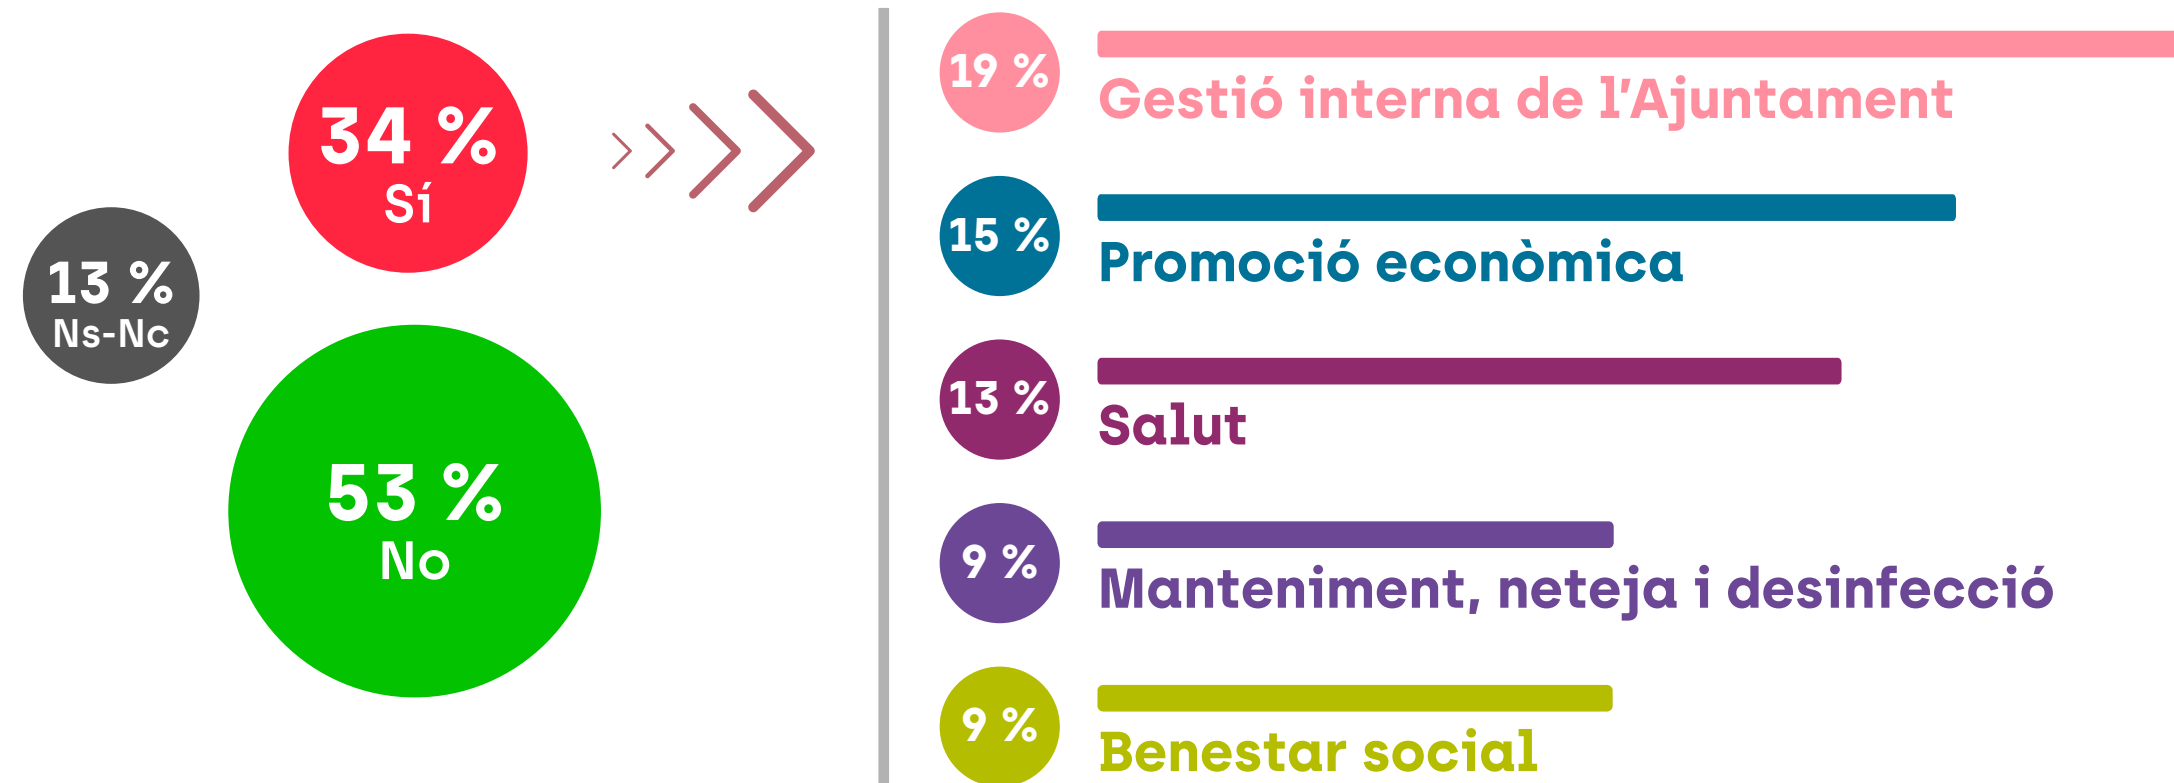 34 %
Sí
13 %
Ns-Nc
53 %
No
19 %
Gestió interna de l'Ajuntament
15 %
Promoció econòmica
13 %
Salut
9 %
Manteniment, neteja i desinfecció
9 %
Benestar social